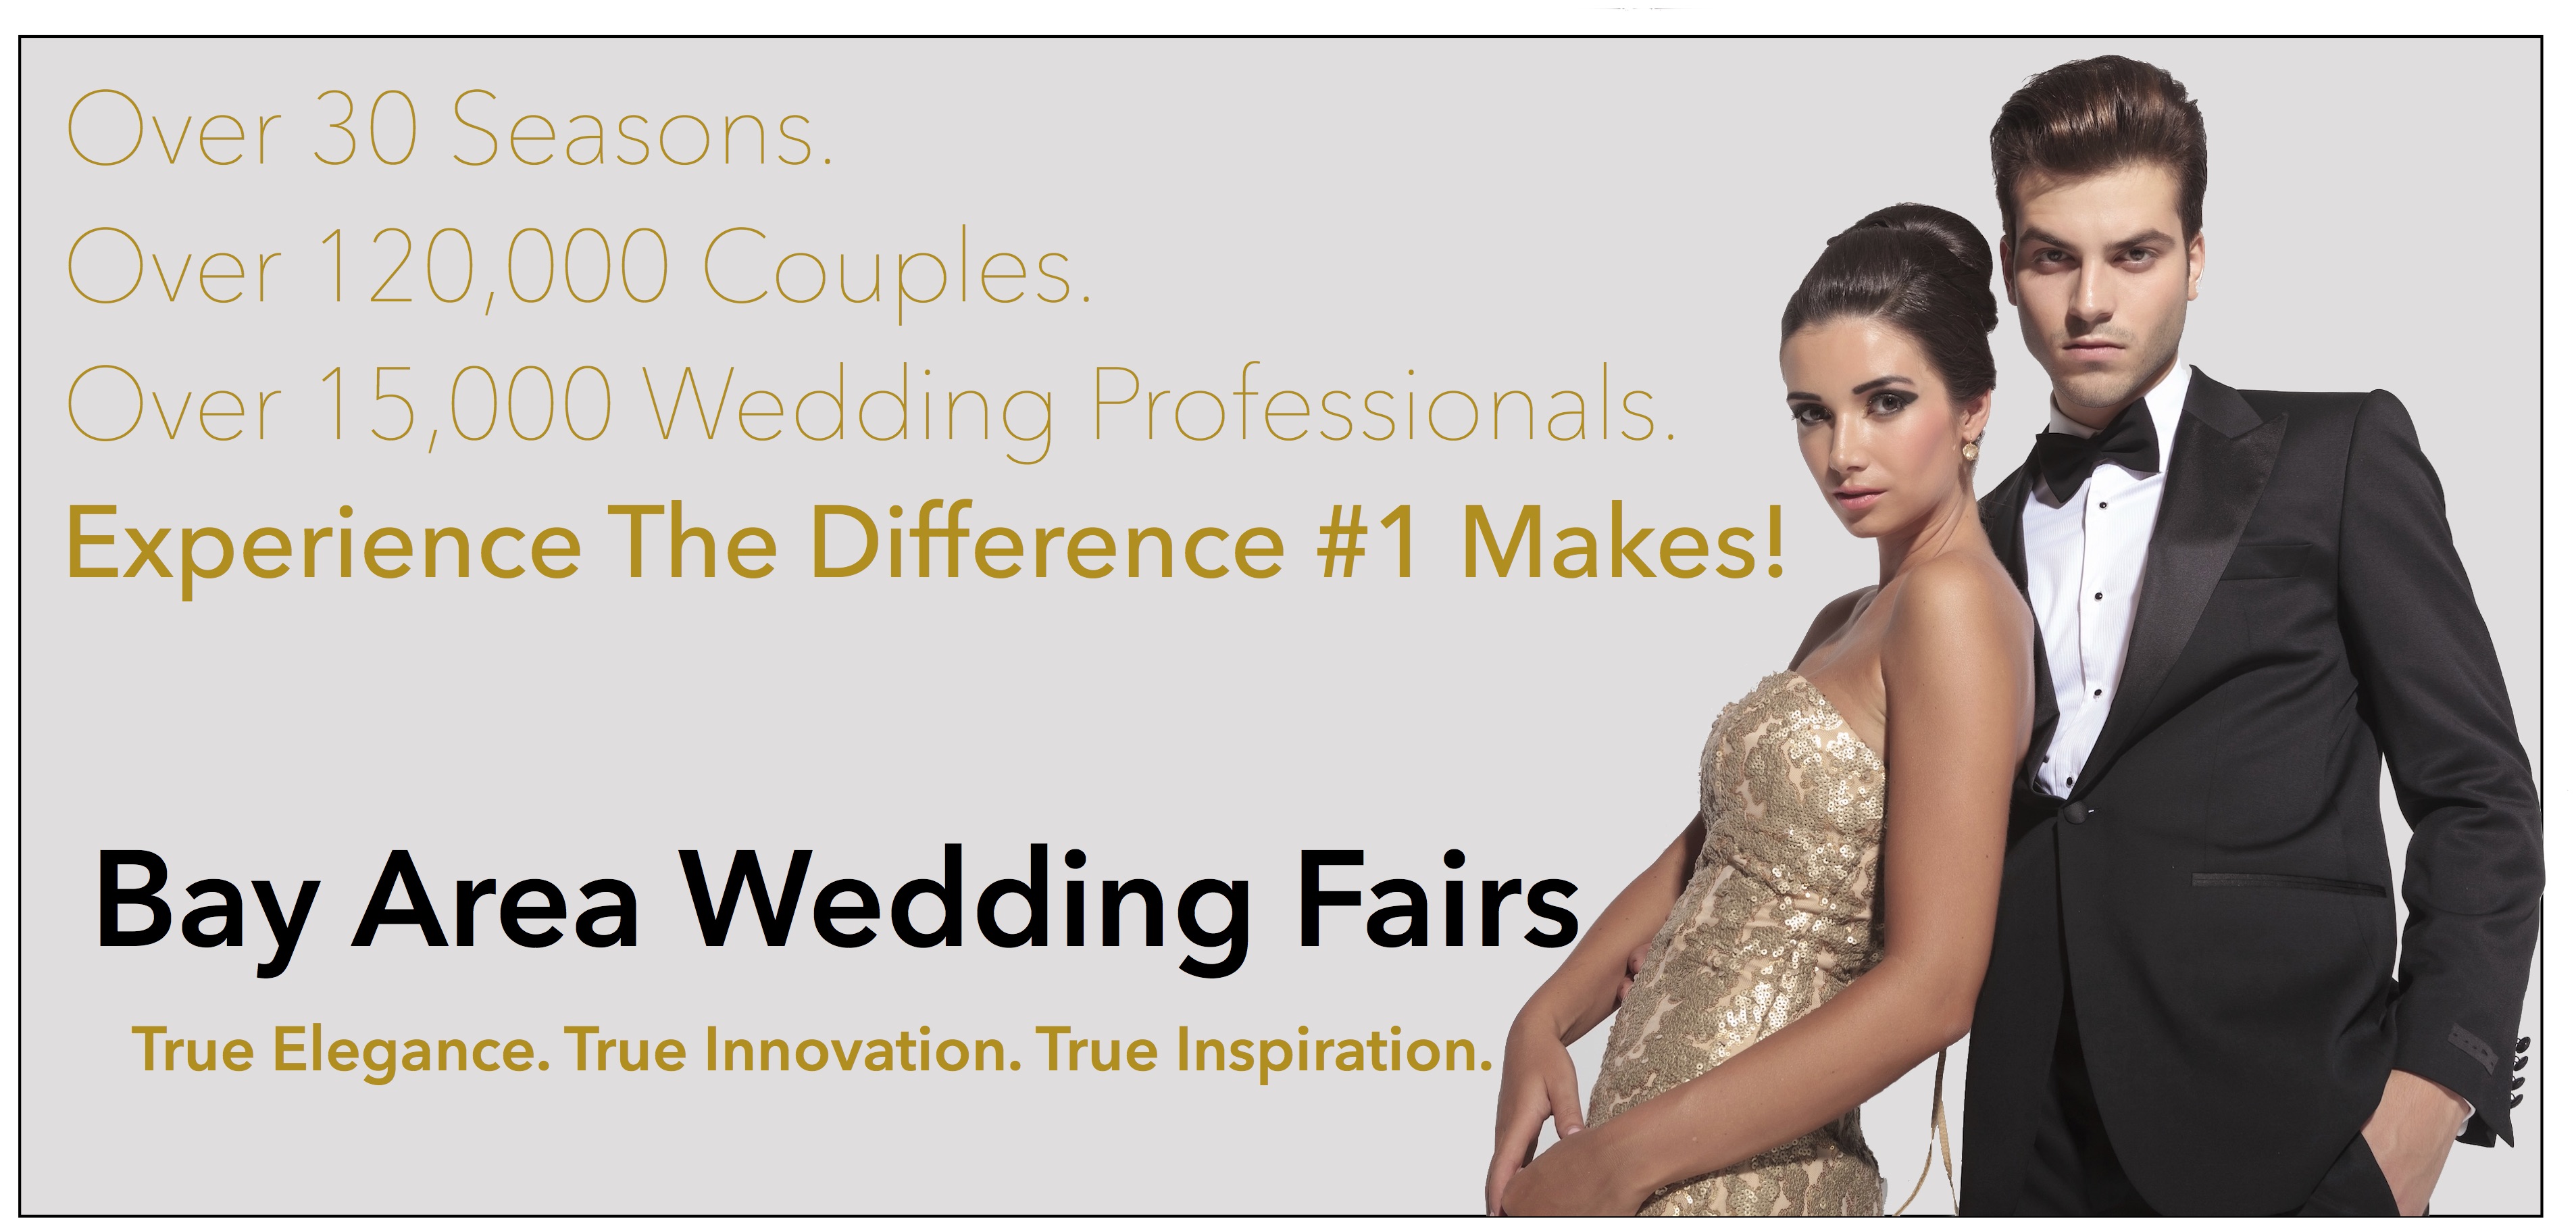 Over 30 Seasons.
Over 120,000 Couples.
Over 15,000 Wedding Professionals.
Experience The Difference #1 Makes!
Bay Area Wedding Fairs
True Elegance. True Innovation. True Inspiration.